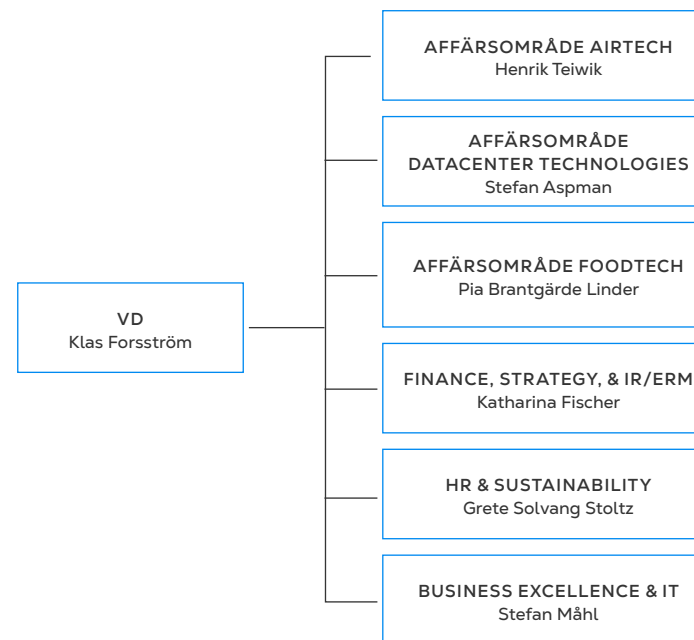 AFFÄRSOMRÅDE AIRTECH
Henrik Teiwik
AFFÄRSOMRÅDE
DATACENTER TECHNOLOGIES
Stefan Aspman
AFFÄRSOMRÅDE FOODTECH
Pia Brantgärde Linder
VD
Klas Forsström
FINANCE, STRATEGY, & IR/ERM
Katharina Fischer
HR & SUSTAINABILITY
Grete Solvang Stoltz
BUSINESS EXCELLENCE & IT
Stefan Måhl